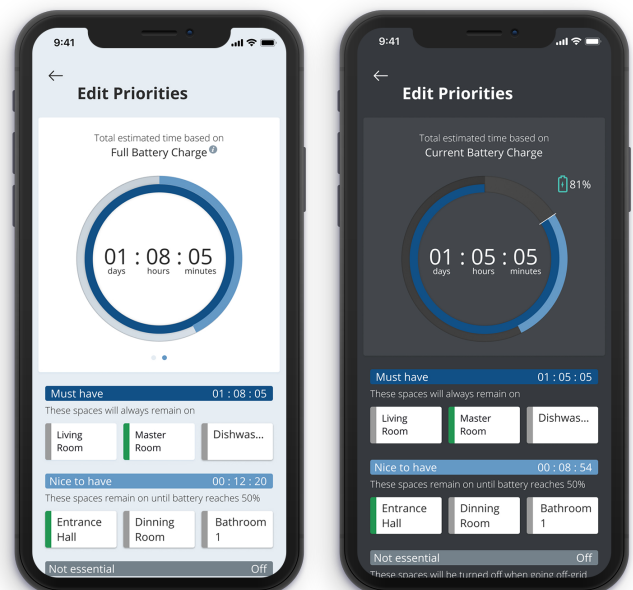 9:41
Edit Priorities
Total estimated time based on
Full Battery Charge
01 : 08 : 05
days hours minutes
Must have 01 : 08 : 05
These spaces will always remain on
Living
Room
Master
Room
Dishwas...
Nice to have 00 : 12 : 20
These spaces remain on until battery reaches 50%
Entrance
Hall
Dinning
Room
Bathroom
1
Not essential Off
9:41
Edit Priorities
Total estimated time based on
Current Battery Charge
81%
01 : 05 : 05
days hours minutes
Must have 01 : 05 : 05
These spaces will always remain on
Living
Room
Master
Room
Dishwas...
Nice to have 00 : 08 : 54
These spaces remain on until battery reaches 50%
Entrance
Hall
Dinning
Room
Bathroom
1
Not essential Off
These spaces will be turned off when going off-grid